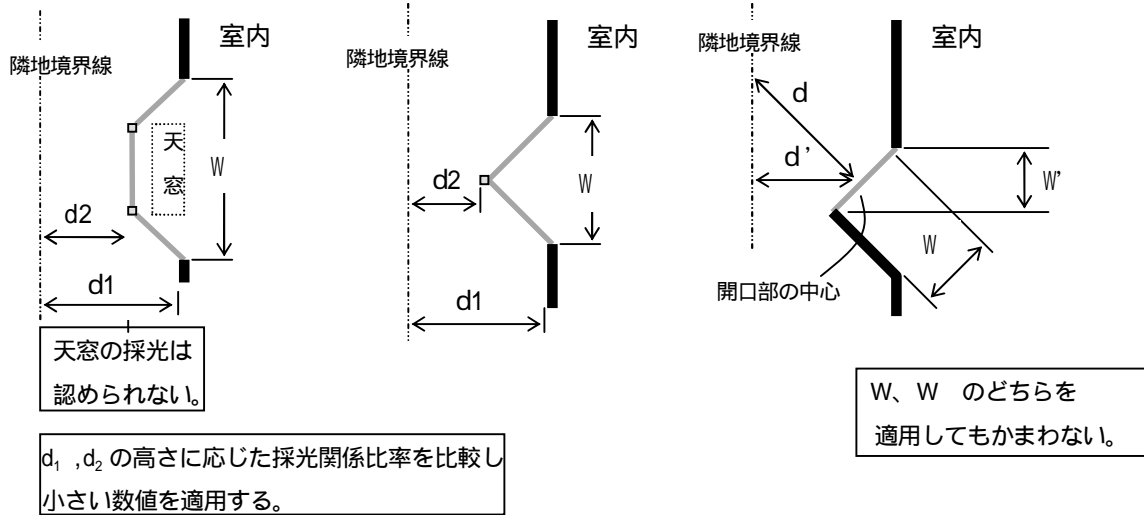 隣地境界線
室内
天
窓
W
d2
d1
天窓の採光は
認められない。
隣地境界線
室内
d2
W
d1
d₁ ,d₂ の高さに応じた採光関係比率を比較し
小さい数値を適用する。
隣地境界線
室内
d
d'
W'
W
開口部の中心
W、W のどちらを
適用してもかまわない。